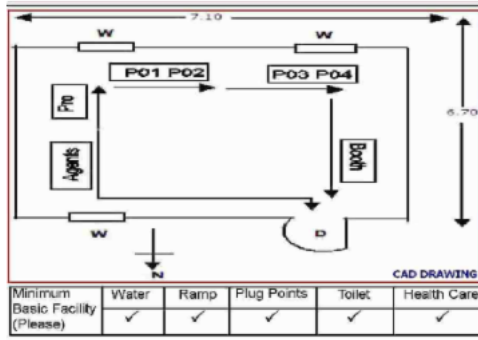 7.10
W W
P01 P02 P03 P04
Pro
6.70
Agents
Booth
W
D
N
CAD DRAWING
Minimum Basic Facility (Please) Water Ramp Plug Points Toilet Health Care
✓ ✓ ✓ ✓ ✓